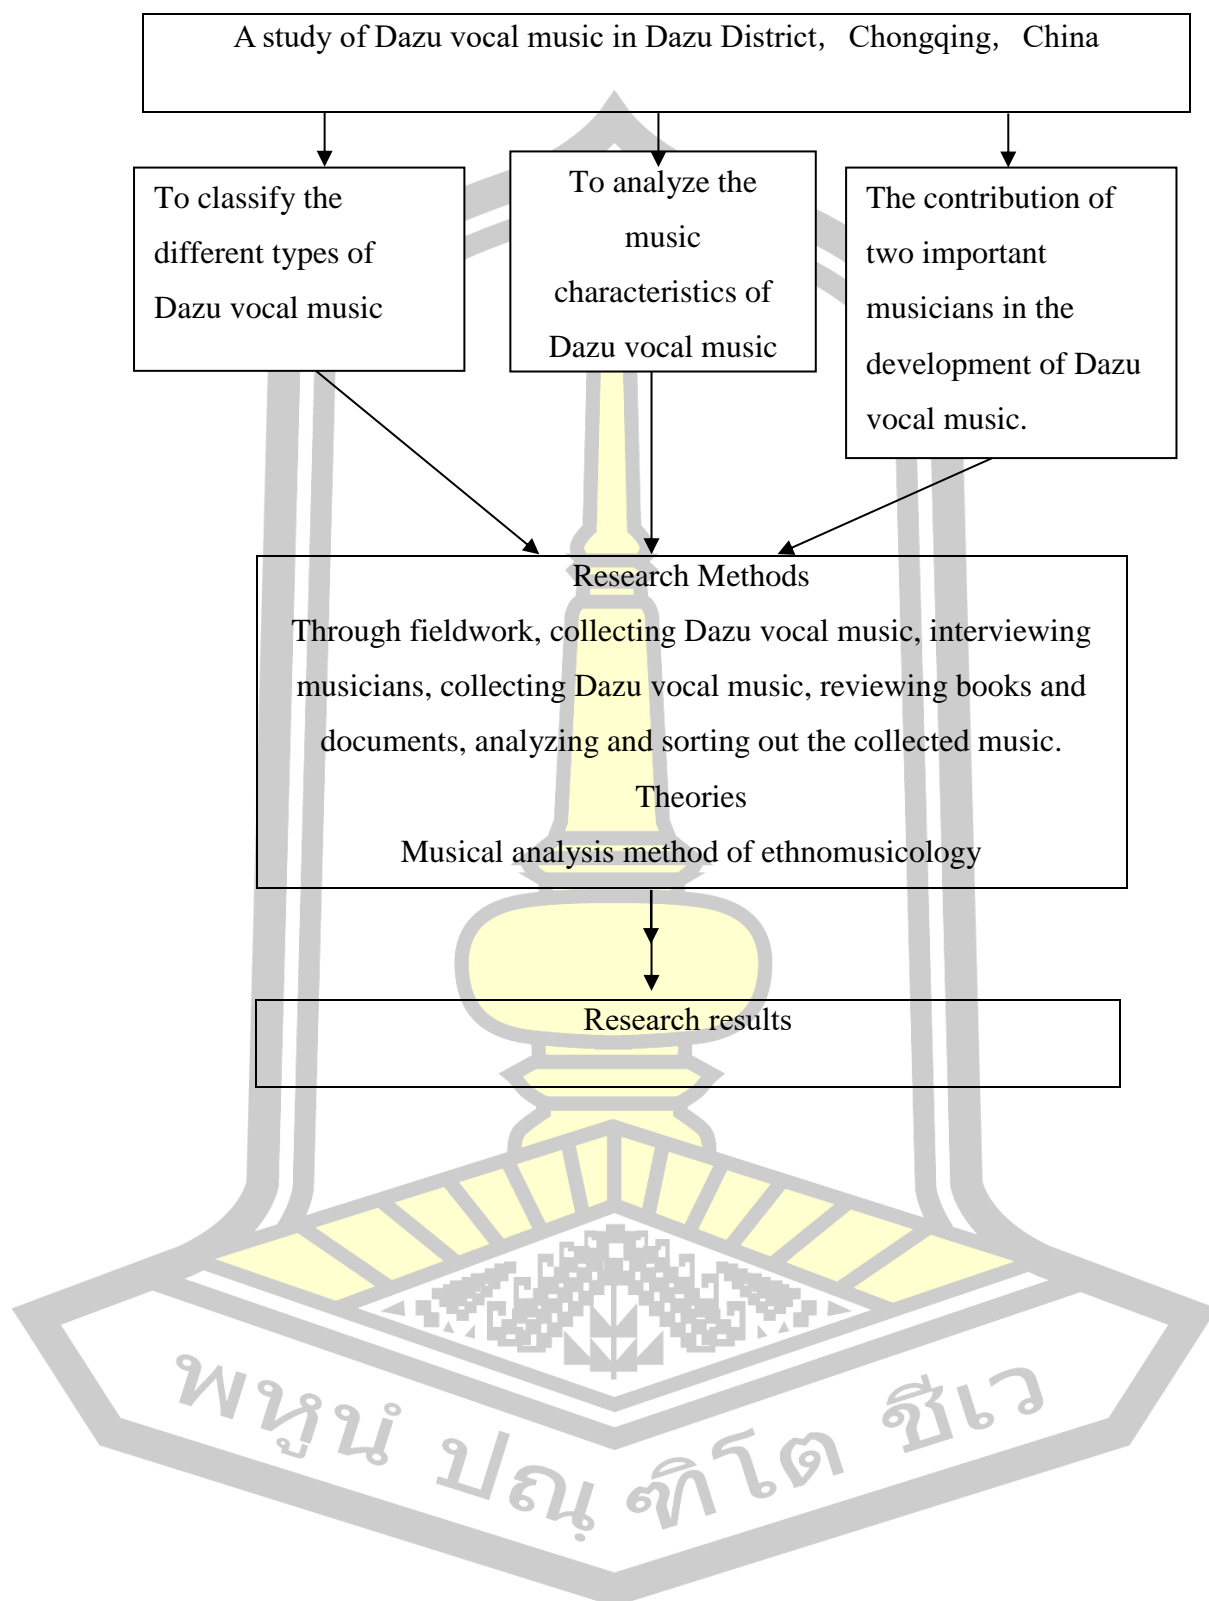 A study of Dazu vocal music in Dazu District, Chongqing, China
To classify the
different types of
Dazu vocal music
To analyze the
music
characteristics of
Dazu vocal music
The contribution of
two important
musicians in the
development of Dazu
vocal music.
Research Methods
Through fieldwork, collecting Dazu vocal music, interviewing
musicians, collecting Dazu vocal music, reviewing books and
documents, analyzing and sorting out the collected music.
Theories
Musical analysis method of ethnomusicology
Research results
พหูนํ ปณฺฑิโต ชีเว